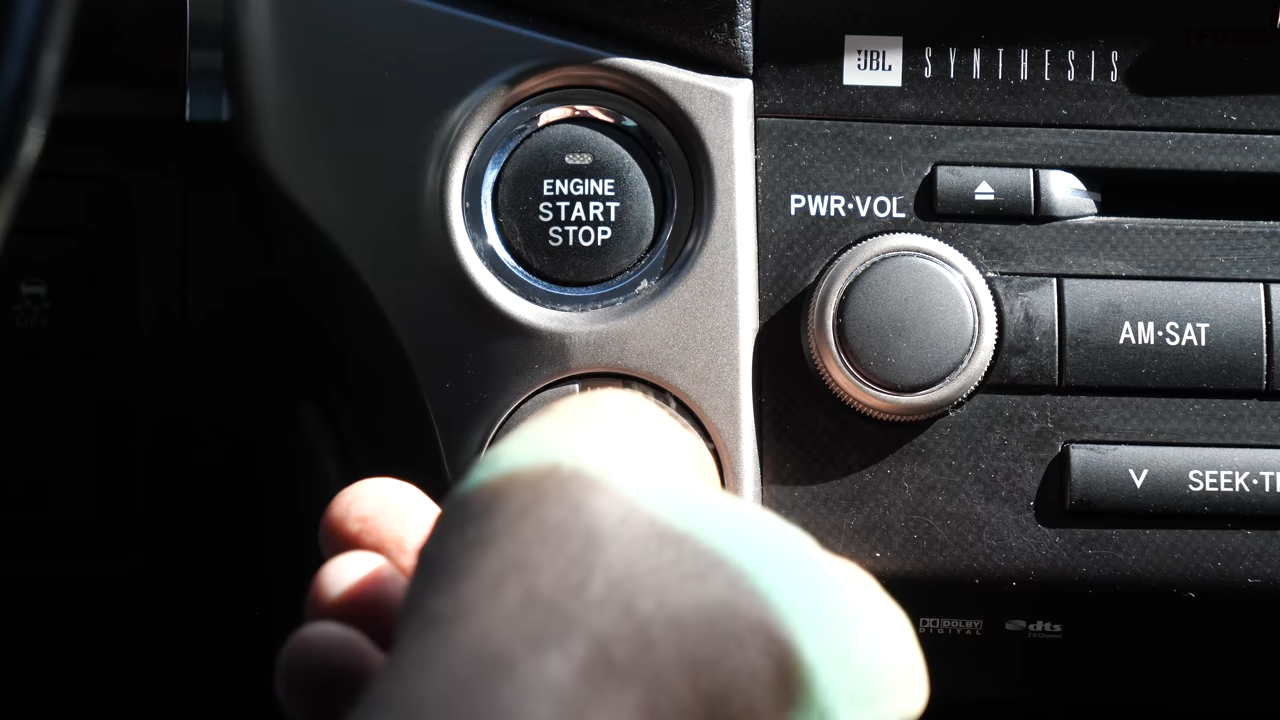 JBL SYNTHESIS
ENGINE
START
STOP
PWR·VOL
AM·SAT
SEEK·T
DOLBY
DIGITAL
dts